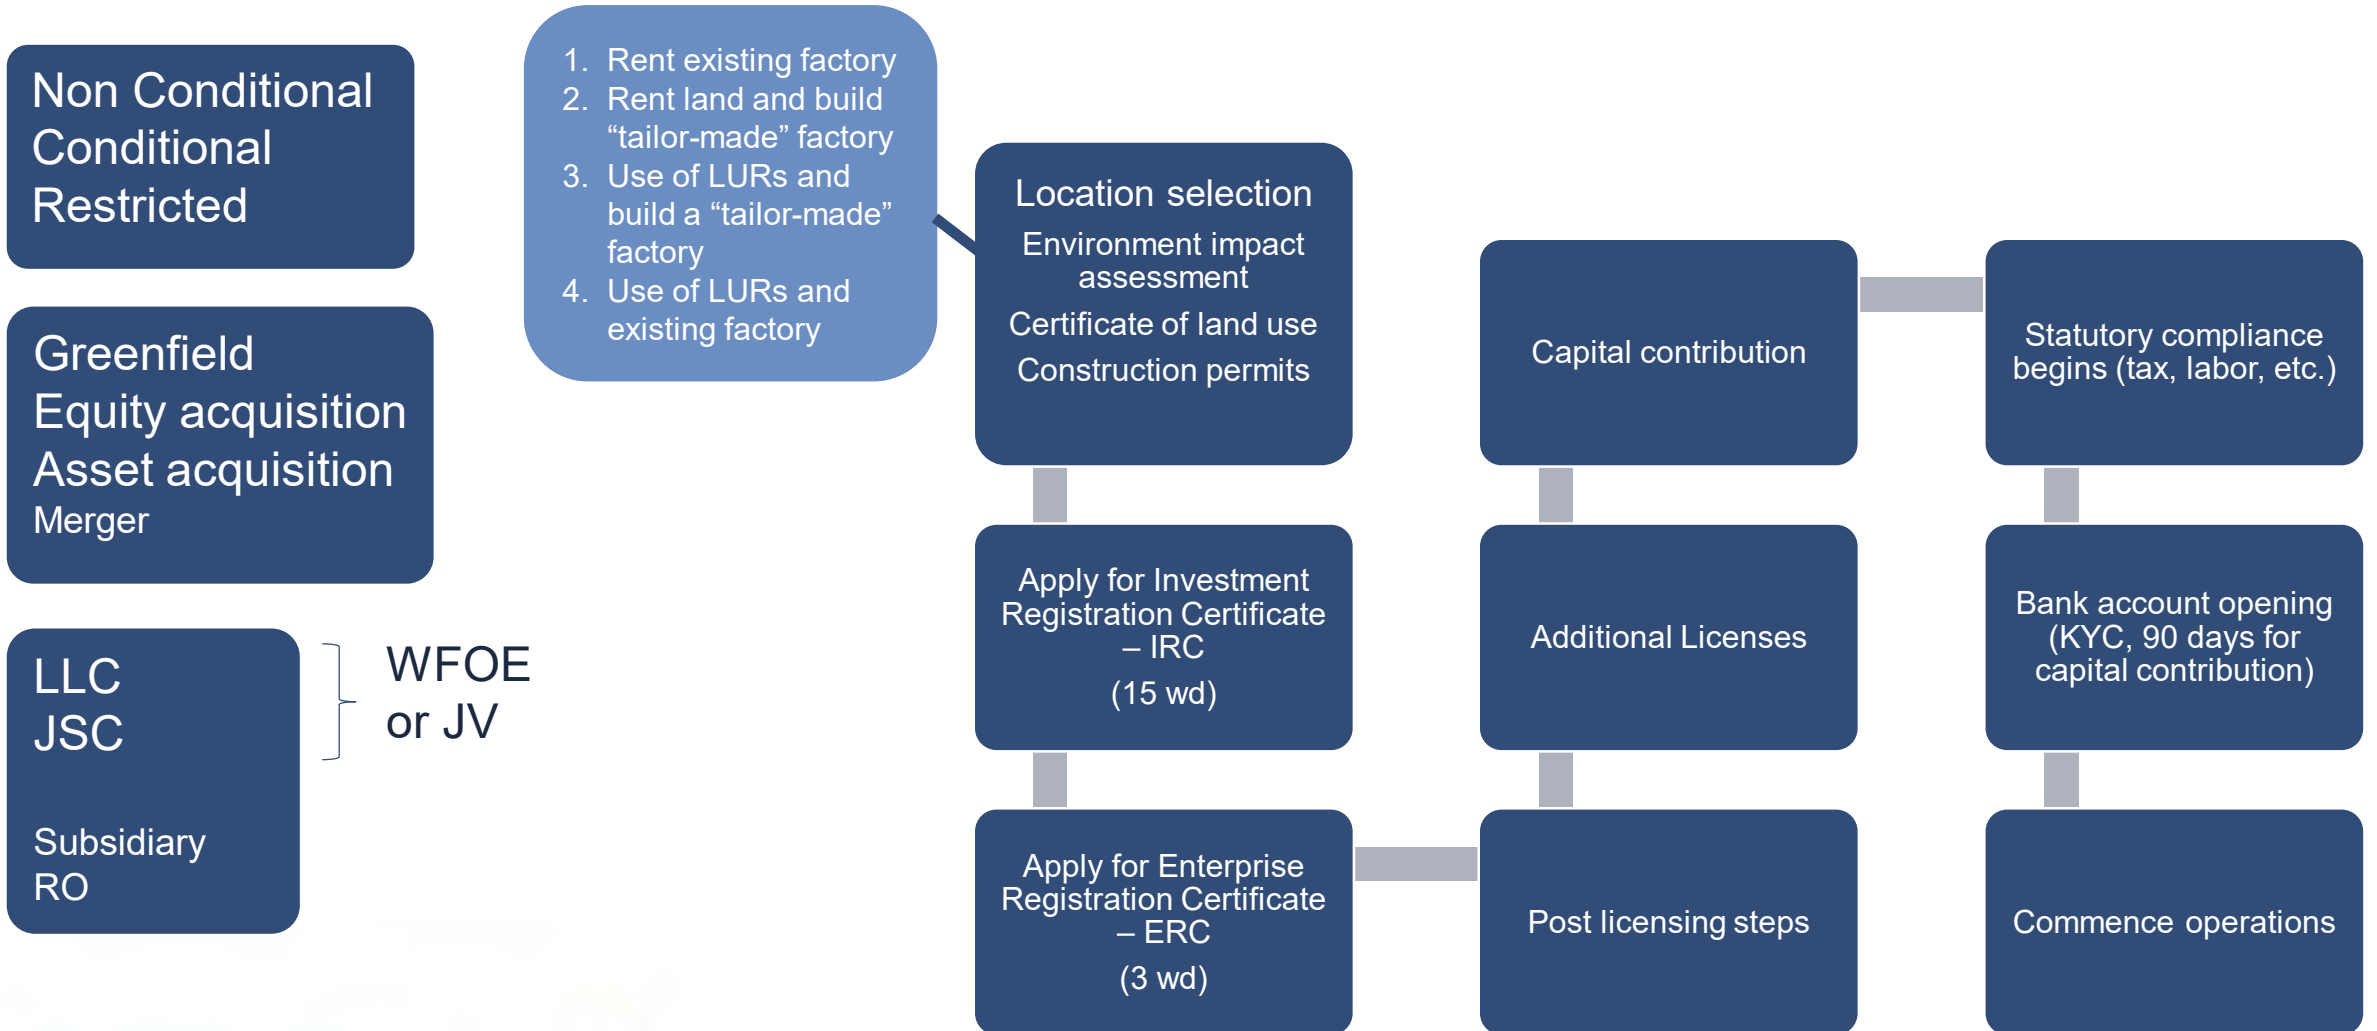 Non Conditional
Conditional
Restricted
Greenfield
Equity acquisition
Asset acquisition
Merger
LLC
JSC
Subsidiary
RO
WFOE
or JV
1. Rent existing factory
2. Rent land and build
“tailor-made” factory
3. Use of LURs and
build a “tailor-made”
factory
4. Use of LURs and
existing factory
Location selection
Environment impact
assessment
Certificate of land use
Construction permits
Apply for Investment
Registration Certificate
– IRC
(15 wd)
Apply for Enterprise
Registration Certificate
– ERC
(3 wd)
Post licensing steps
Additional Licenses
Capital contribution
Statutory compliance
begins (tax, labor, etc.)
Bank account opening
(KYC, 90 days for
capital contribution)
Commence operations